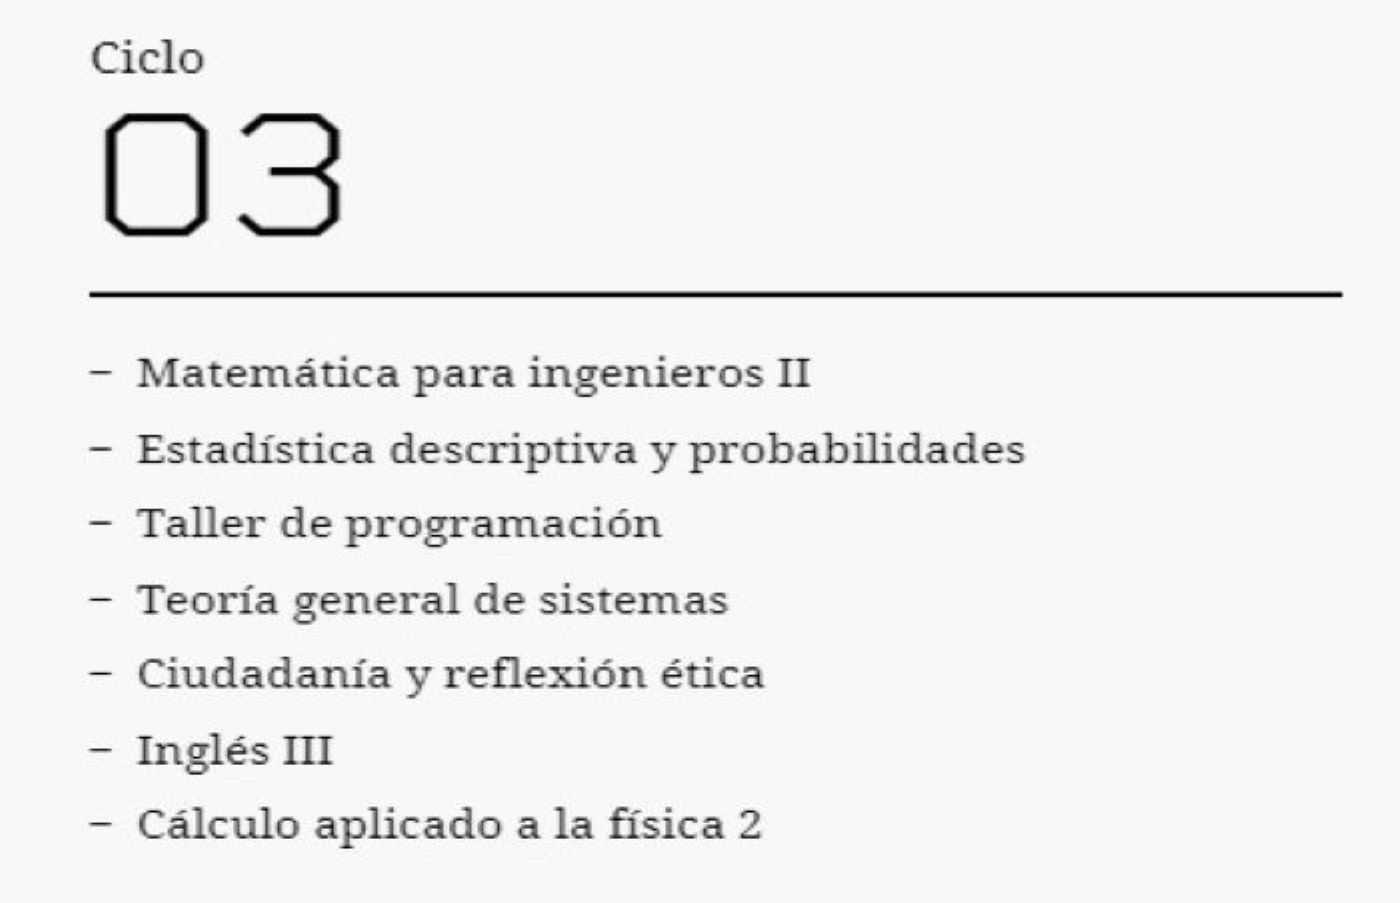 Ciclo
03
– Matemática para ingenieros II
– Estadística descriptiva y probabilidades
– Taller de programación
– Teoría general de sistemas
– Ciudadanía y reflexión ética
– Inglés III
– Cálculo aplicado a la física 2